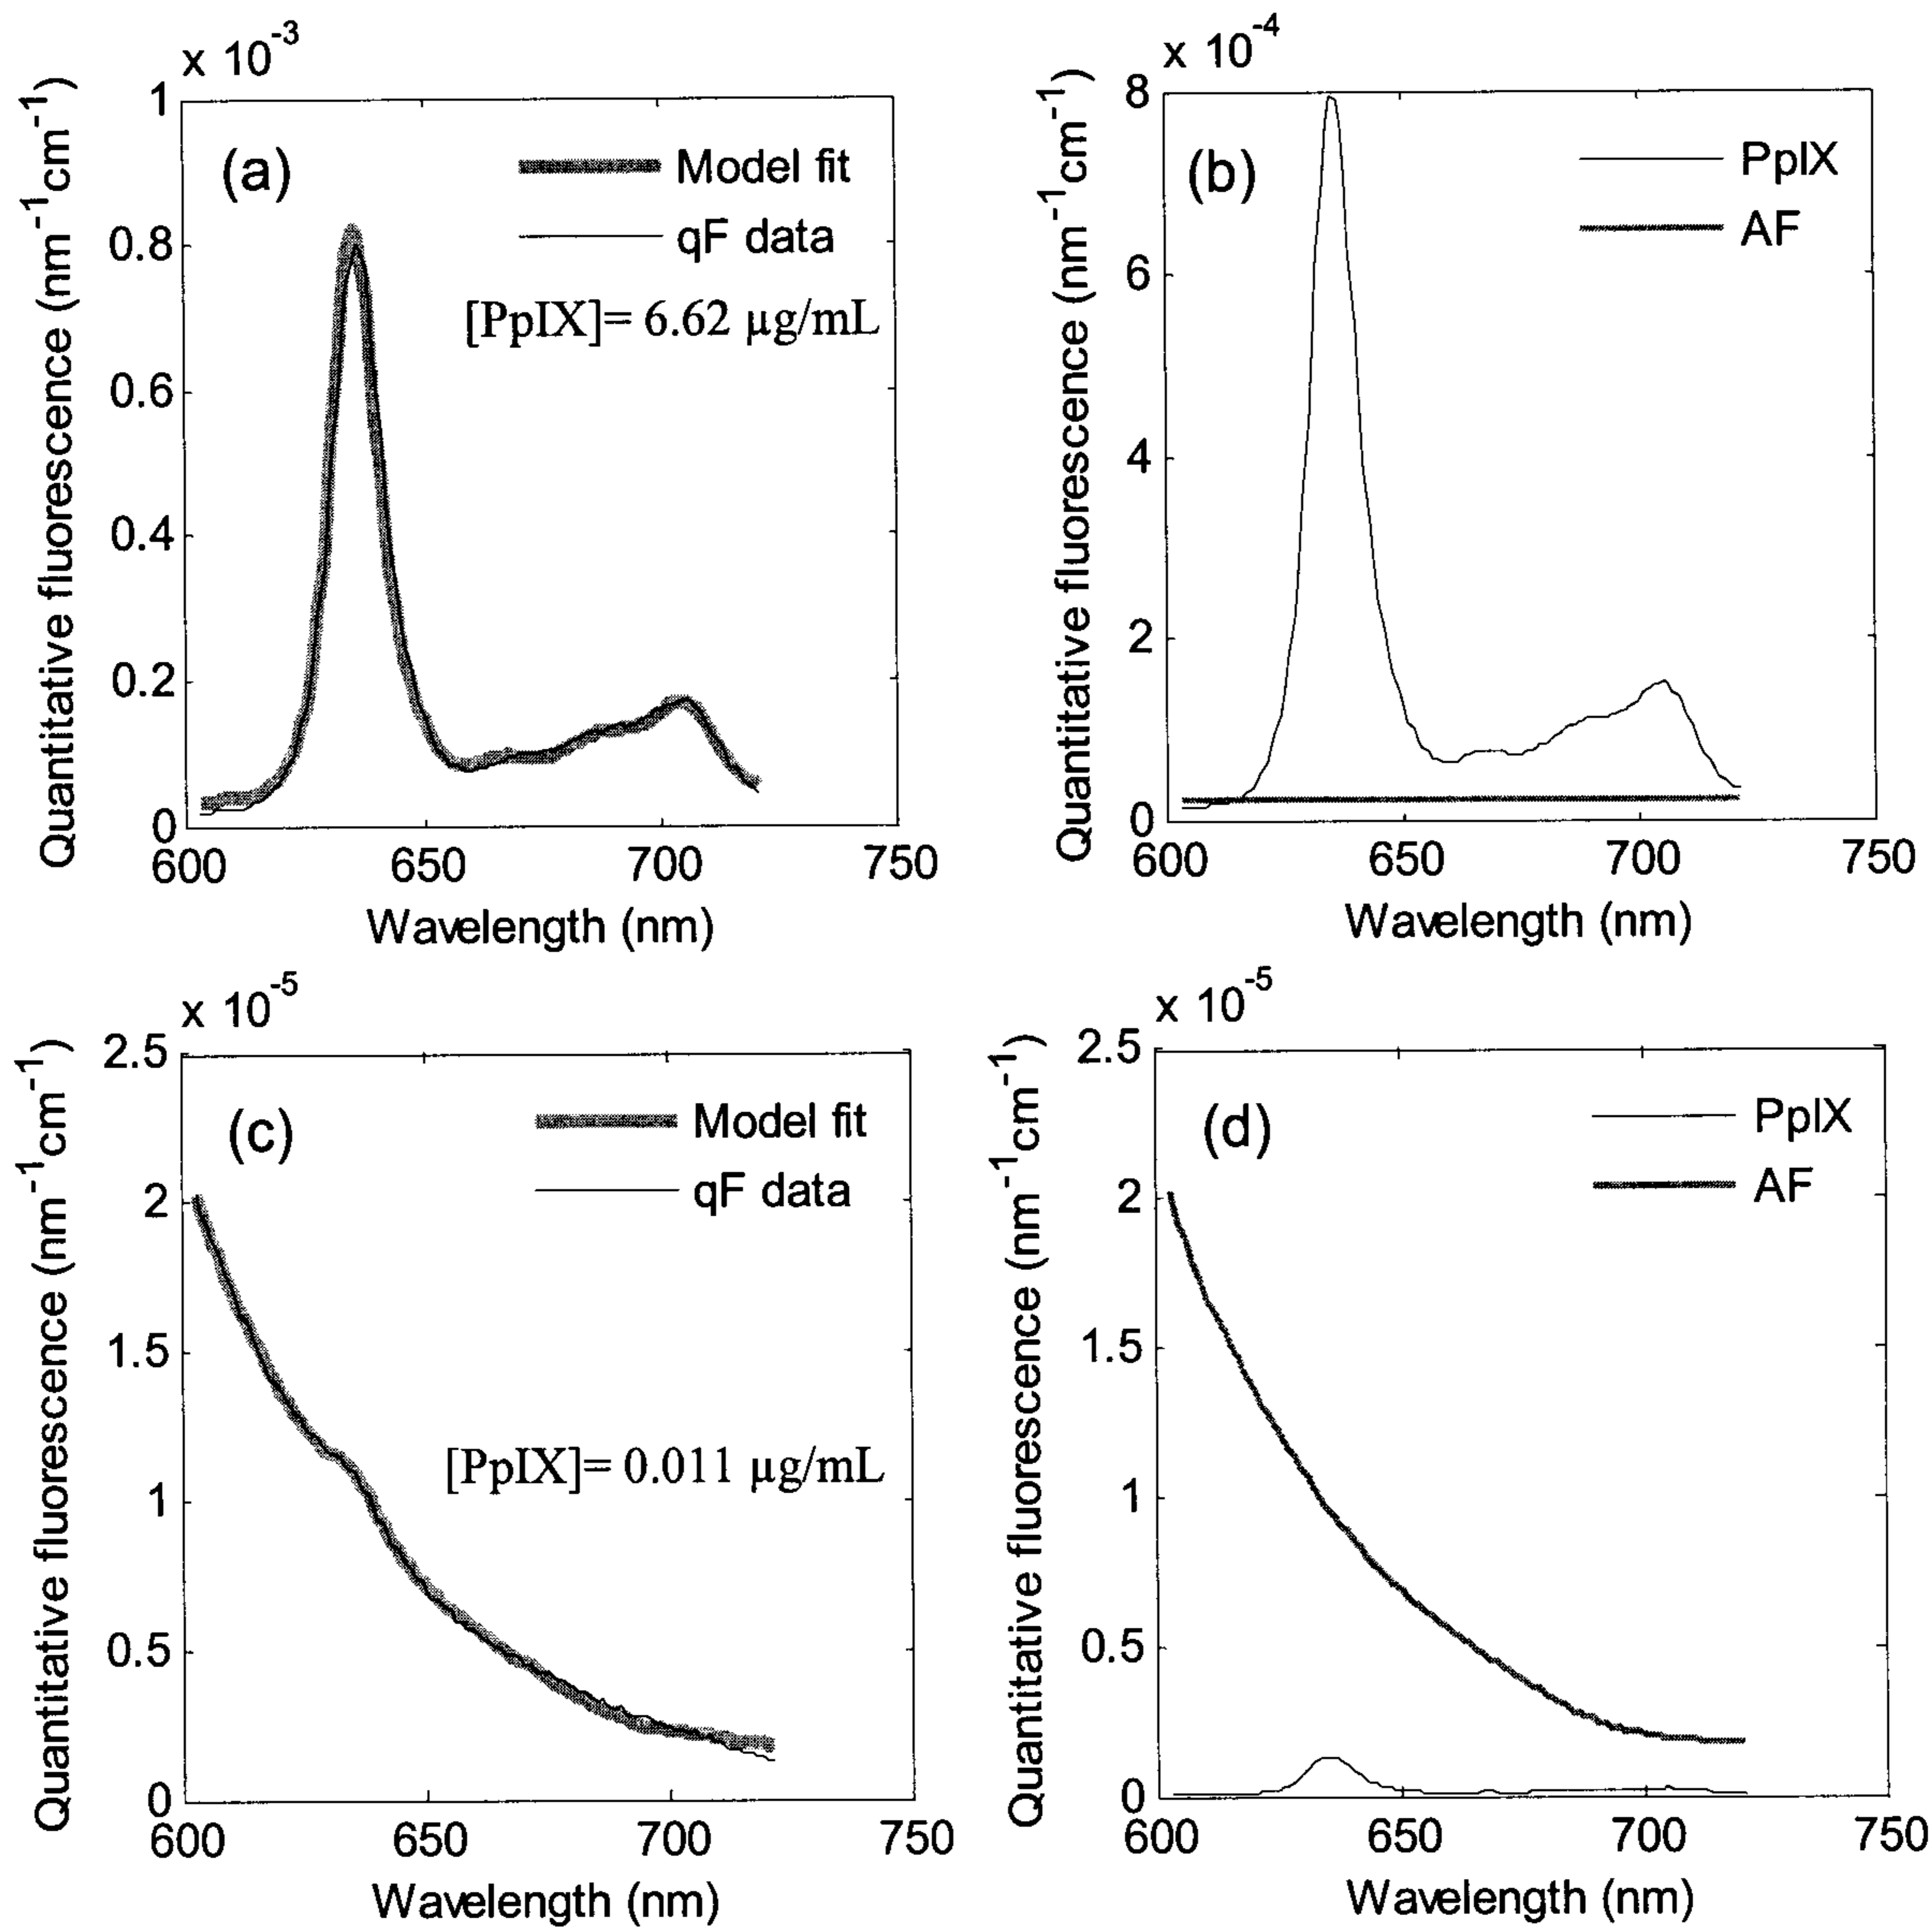 x 10⁻³
Quantitative fluorescence (nm⁻¹cm⁻¹)
1
0.8
0.6
0.4
0.2
0
(a)
Model fit
qF data
[PpIX]= 6.62 µg/mL
600 650 700 750
Wavelength (nm)
x 10⁻⁴
Quantitative fluorescence (nm⁻¹cm⁻¹)
8
6
4
2
0
(b)
PpIX
AF
600 650 700 750
Wavelength (nm)
x 10⁻⁵
Quantitative fluorescence (nm⁻¹cm⁻¹)
2.5
2
1.5
1
0.5
0
(c)
Model fit
qF data
[PpIX]= 0.011 µg/mL
600 650 700 750
Wavelength (nm)
x 10⁻⁵
Quantitative fluorescence (nm⁻¹cm⁻¹)
2.5
2
1.5
1
0.5
0
(d)
PpIX
AF
600 650 700 750
Wavelength (nm)